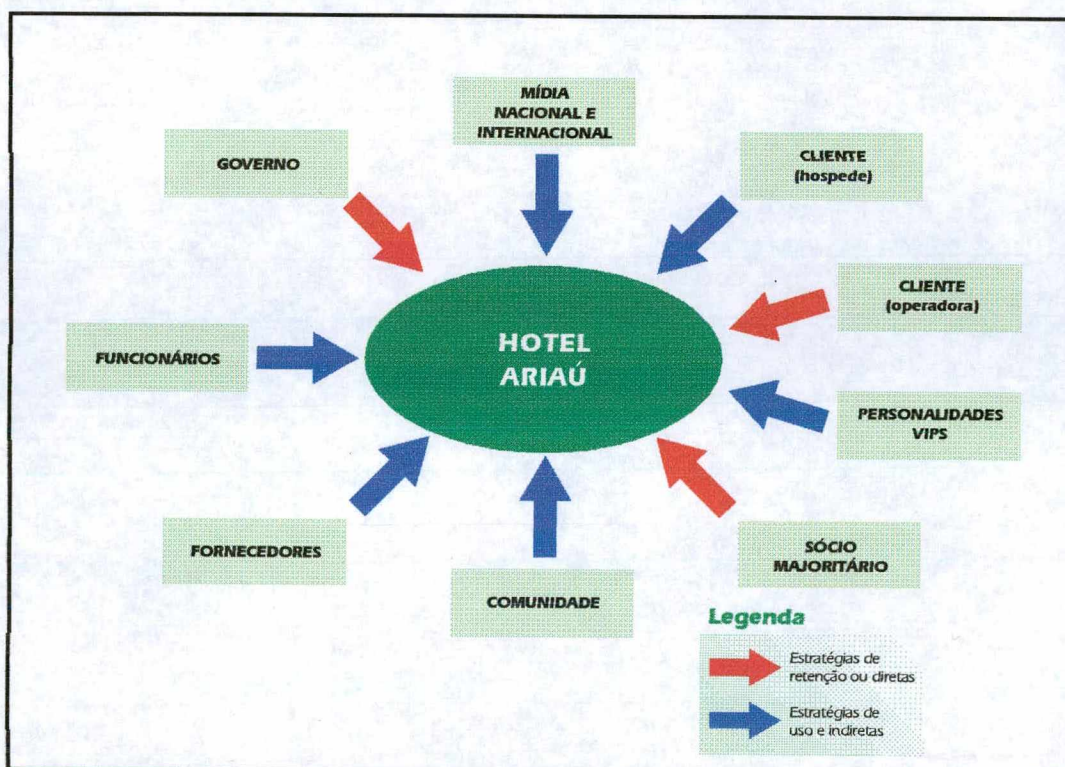 MÍDIA
NACIONAL E
INTERNACIONAL
GOVERNO
CLIENTE
(hospede)
CLIENTE
(operadora)
HOTEL
ARIAÚ
FUNCIONÁRIOS
PERSONALIDADES
VIPS
FORNECEDORES
COMUNIDADE
SÓCIO
MAJORITÁRIO
Legenda
Estratégias de
retenção ou diretas
Estratégias de
uso e indiretas